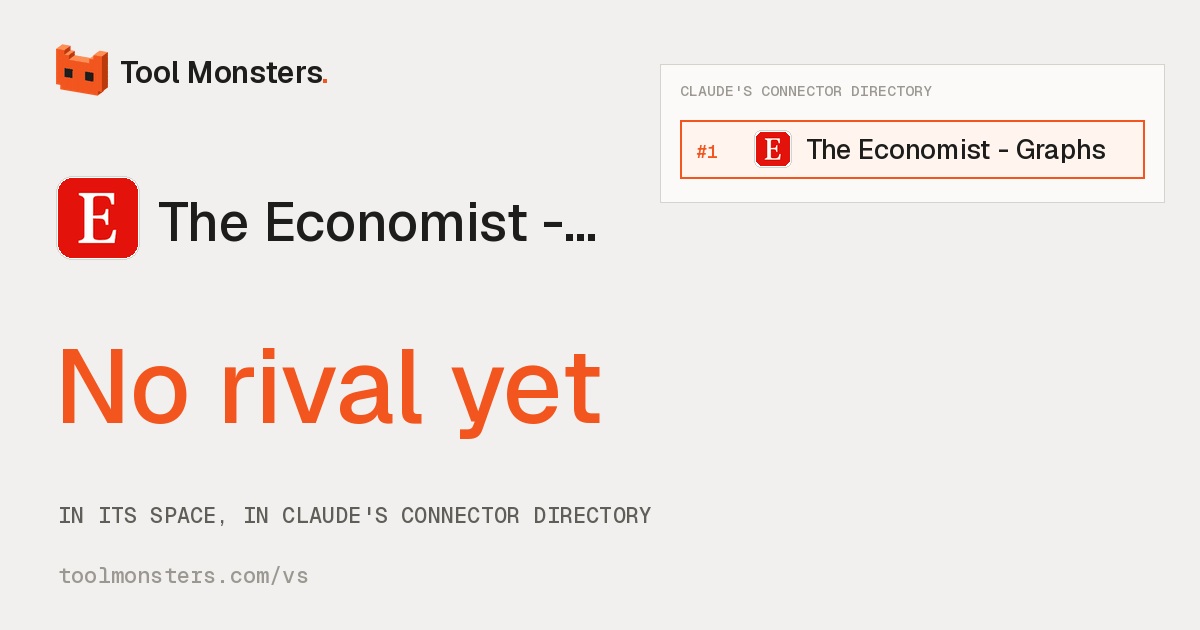 Tool Monsters.
CLAUDE'S CONNECTOR DIRECTORY
#1 E The Economist - Graphs
E The Economist -...
No rival yet
IN ITS SPACE, IN CLAUDE'S CONNECTOR DIRECTORY
toolmonsters.com/vs